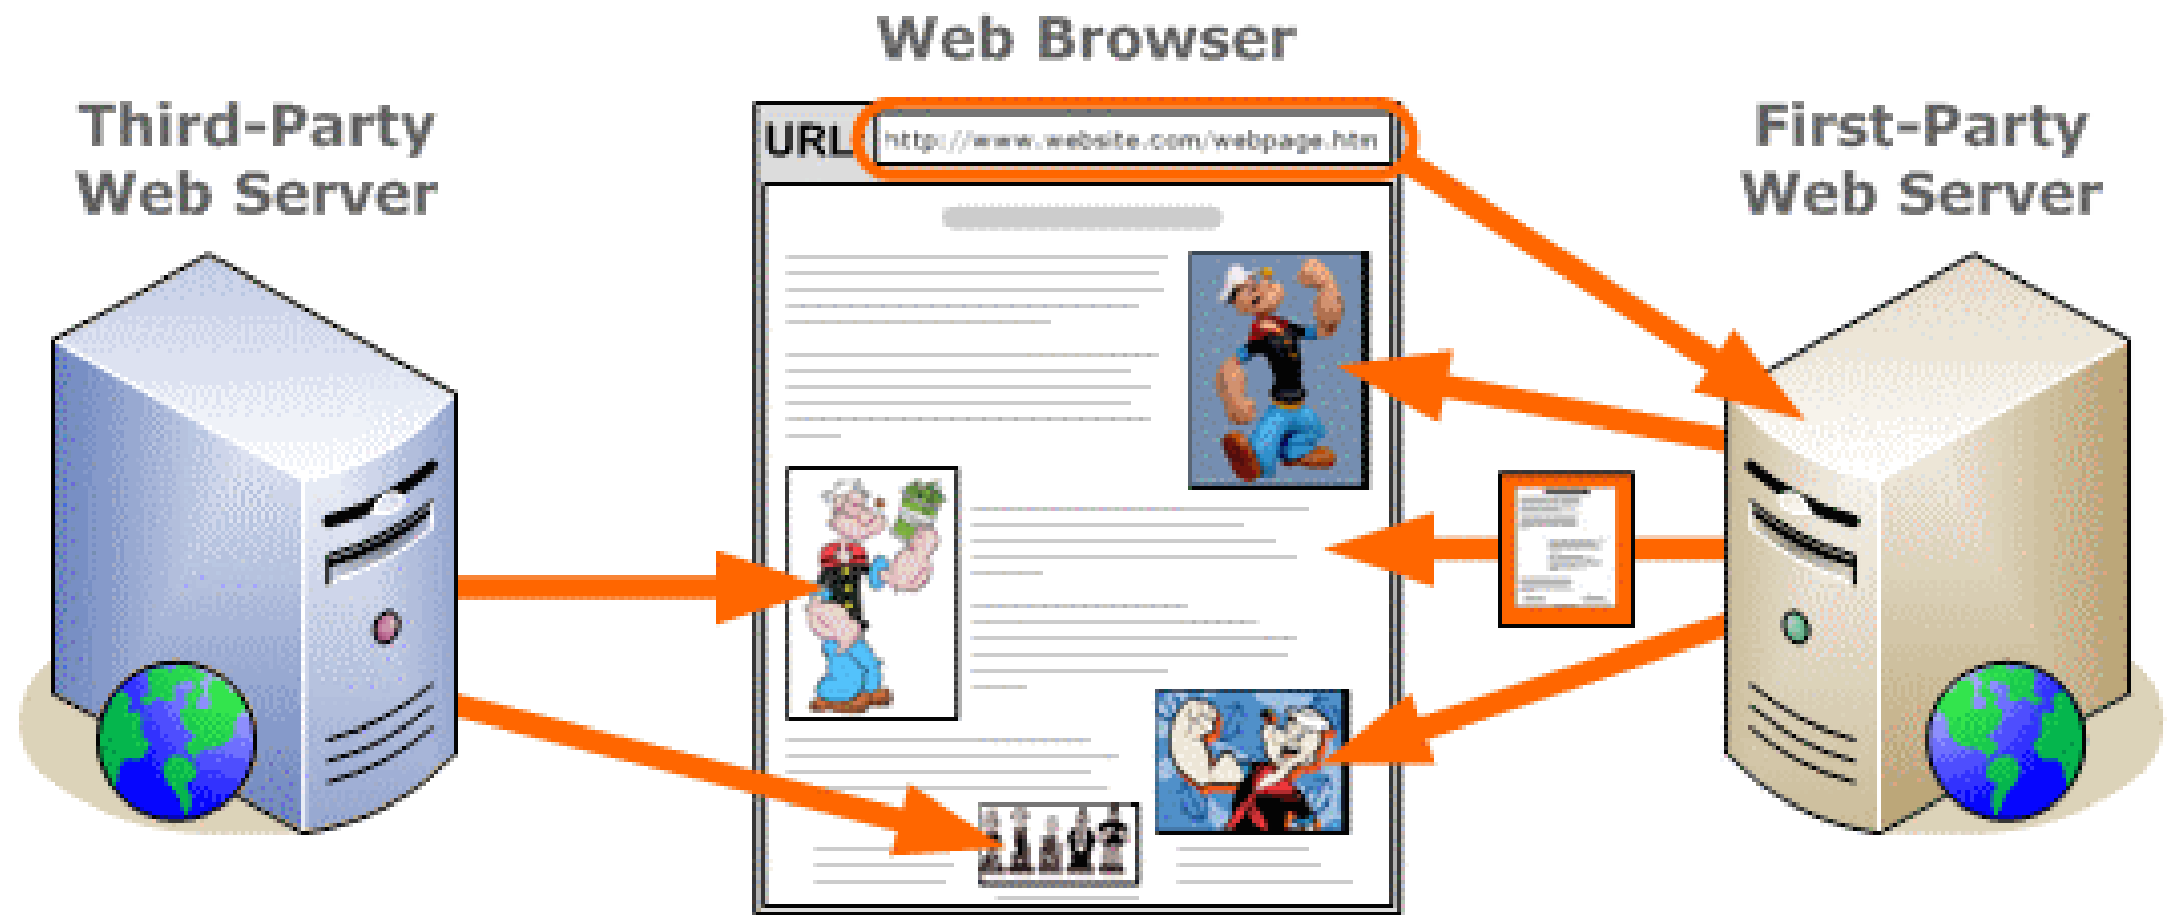 Web Browser
Third-Party
Web Server
First-Party
Web Server
URL
http://www.website.com/webpage.htm